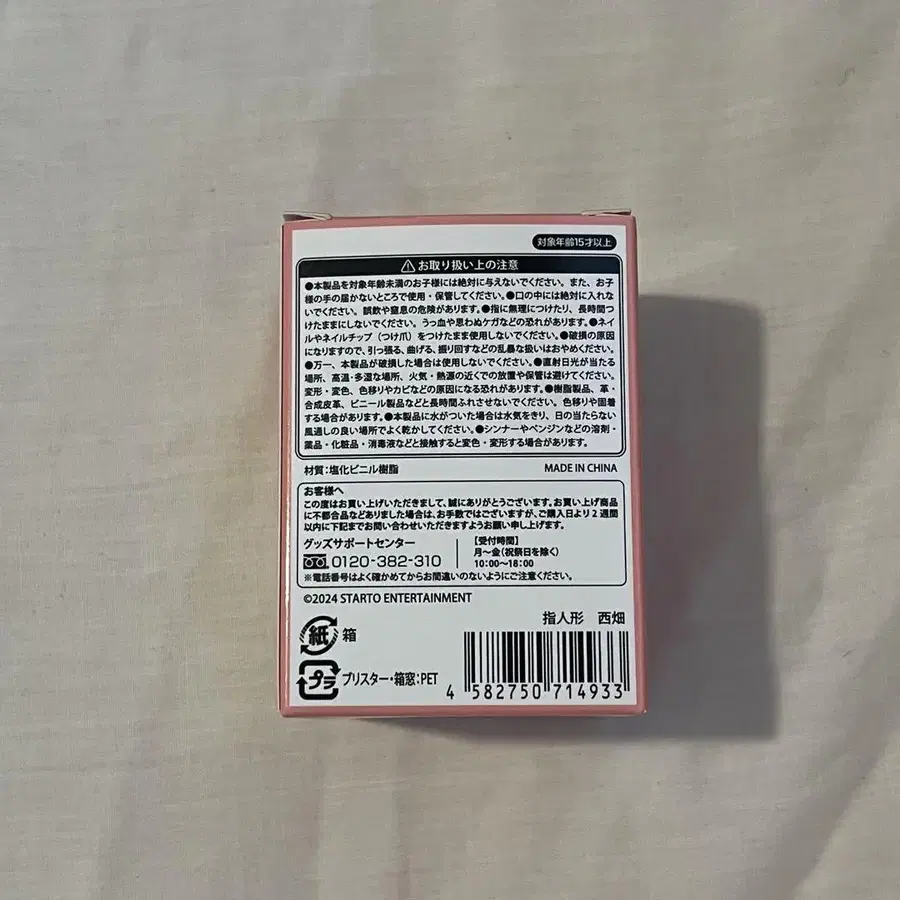 対象年齢15才以上
⚠お取り扱い上の注意
●本製品を対象年齢未満のお子様には絶対に与えないでください。また、お子
様の手の届かないところで使用・保管してください。●口の中には絶対に入れな
いでください。誤飲や窒息の危険があります。●指に無理につけたり、長時間つ
けたままにしないでください。うっ血や思わぬケガなどの恐れがあります。●ネイ
ルやネイルチップ（つけ爪）をつけたまま使用しないでください。●破損の原因
になりますので、引っ張る、曲げる、振り回すなどの乱暴な扱いはおやめください。
●万一、本製品が破損した場合は使用しないでください。●直射日光が当たる
場所、高温・多湿な場所、火気・熱源の近くでの放置や保管は避けてください。
変形・変色、色移りやカビなどの原因になる恐れがあります。●樹脂製品、革・
合成皮革、ビニール製品などと長時間ふれさせないでください。色移りや固着
する場合があります。●本製品に水がついた場合は水気をきり、日の当たらない
風通しの良い場所でよく乾かしてください。●シンナーやベンジンなどの溶剤・
薬品・化粧品・消毒液などと接触すると変色・変形する場合があります。
材質：塩化ビニル樹脂 MADE IN CHINA
お客様へ
この度はお買い上げいただきまして、誠にありがとうございます。お買い上げ商品
に不都合品などありました場合は、お手数ではございますが、ご購入日より2週間
以内に下記までお問い合わせいただきますようお願い申し上げます。
グッズサポートセンター
0120-382-310
【受付時間】
月〜金（祝祭日を除く）
10:00〜18:00
※電話番号はよく確かめてからお間違いのないようにご注意ください。
©2024 STARTO ENTERTAINMENT
指人形 西畑
紙 箱
プラ ブリスター・箱窓：PET
4 582750 714933